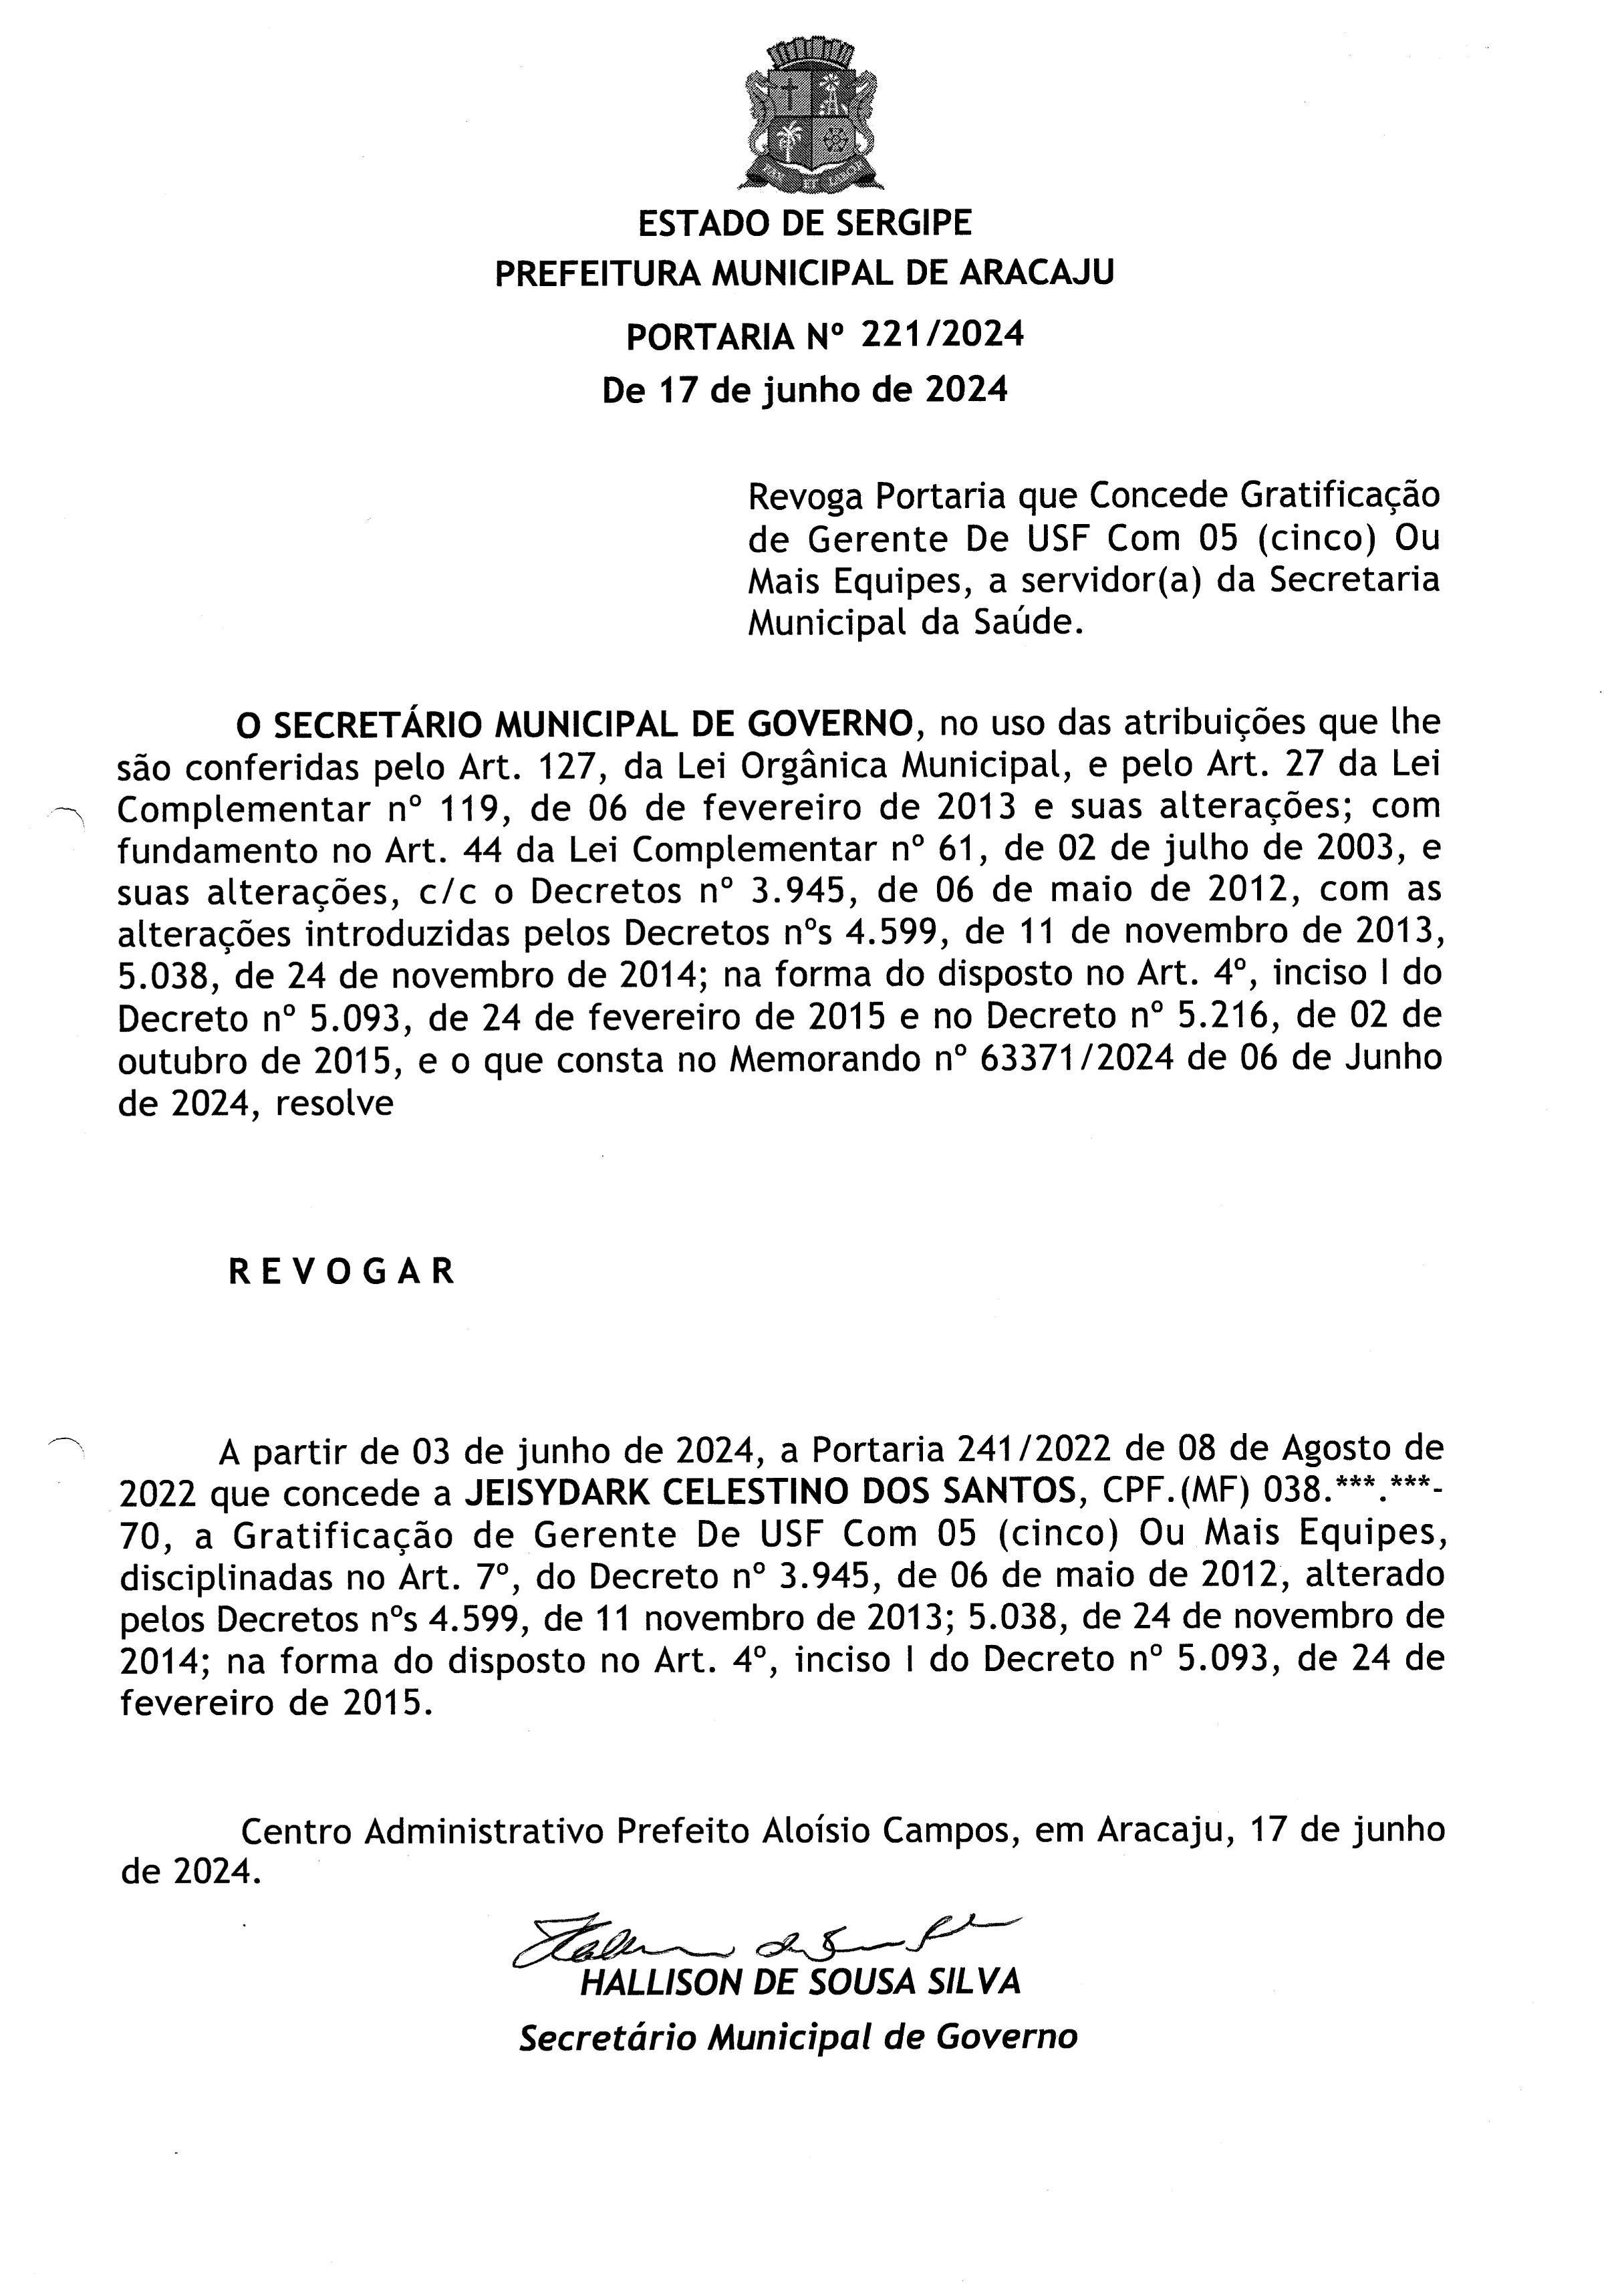 PAX ET LABOR
ESTADO DE SERGIPE
PREFEITURA MUNICIPAL DE ARACAJU
PORTARIA Nº 221/2024
De 17 de junho de 2024
Revoga Portaria que Concede Gratificação
de Gerente De USF Com 05 (cinco) Ou
Mais Equipes, a servidor(a) da Secretaria
Municipal da Saúde.
O SECRETÁRIO MUNICIPAL DE GOVERNO, no uso das atribuições que lhe
são conferidas pelo Art. 127, da Lei Orgânica Municipal, e pelo Art. 27 da Lei
Complementar nº 119, de 06 de fevereiro de 2013 e suas alterações; com
fundamento no Art. 44 da Lei Complementar nº 61, de 02 de julho de 2003, e
suas alterações, c/c o Decretos nº 3.945, de 06 de maio de 2012, com as
alterações introduzidas pelos Decretos nºs 4.599, de 11 de novembro de 2013,
5.038, de 24 de novembro de 2014; na forma do disposto no Art. 4º, inciso I do
Decreto nº 5.093, de 24 de fevereiro de 2015 e no Decreto nº 5.216, de 02 de
outubro de 2015, e o que consta no Memorando nº 63371/2024 de 06 de Junho
de 2024, resolve
R E V O G A R
A partir de 03 de junho de 2024, a Portaria 241/2022 de 08 de Agosto de
2022 que concede a JEISYDARK CELESTINO DOS SANTOS, CPF.(MF) 038.***.***-
70, a Gratificação de Gerente De USF Com 05 (cinco) Ou Mais Equipes,
disciplinadas no Art. 7º, do Decreto nº 3.945, de 06 de maio de 2012, alterado
pelos Decretos nºs 4.599, de 11 novembro de 2013; 5.038, de 24 de novembro de
2014; na forma do disposto no Art. 4º, inciso I do Decreto nº 5.093, de 24 de
fevereiro de 2015.
Centro Administrativo Prefeito Aloísio Campos, em Aracaju, 17 de junho
de 2024.
HALLISON DE SOUSA SILVA
Secretário Municipal de Governo